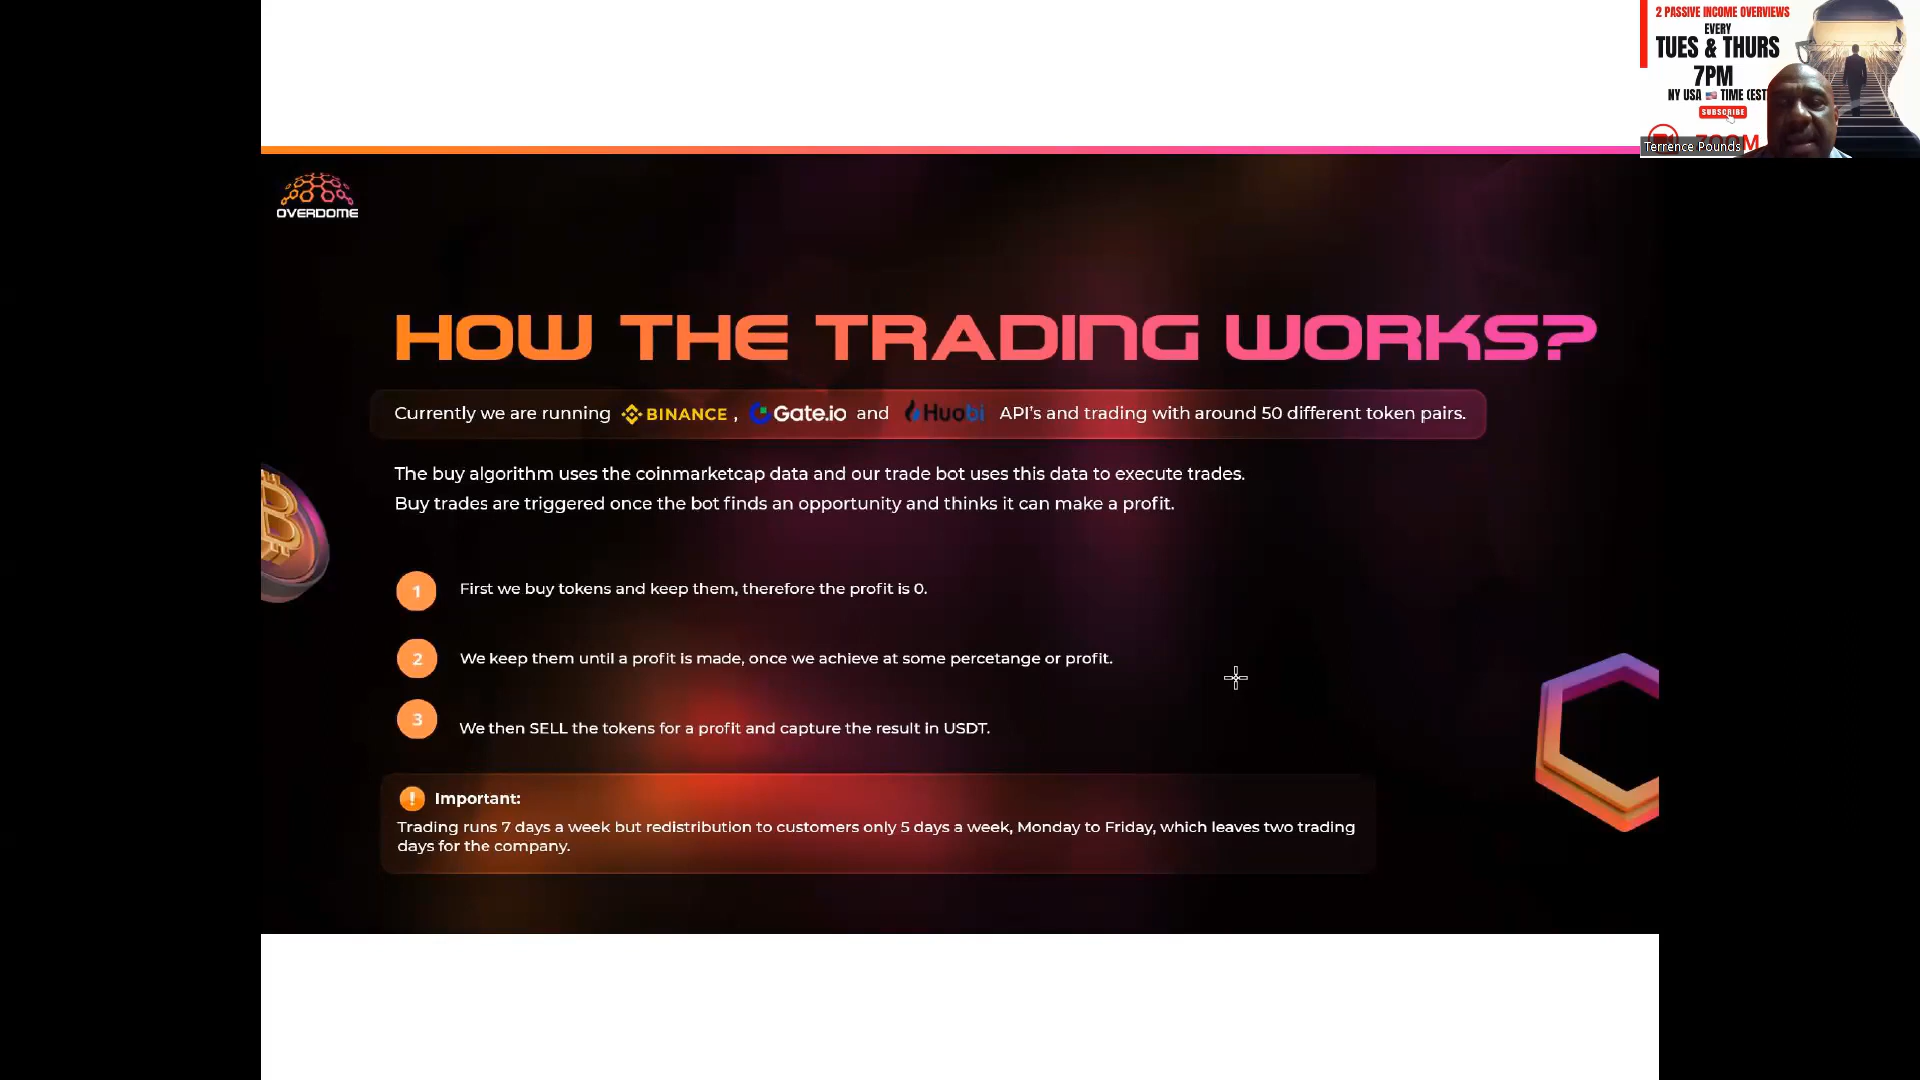 2 PASSIVE INCOME OVERVIEWS
EVERY
TUES & THURS
7PM
NY USA TIME (EST
SUBSCRIBE
ZOOM
Terrence Pounds
OVERDOME
HOW THE TRADING WORKS?
Currently we are running BINANCE , Gate.io and Huobi API's and trading with around 50 different token pairs.
The buy algorithm uses the coinmarketcap data and our trade bot uses this data to execute trades.
Buy trades are triggered once the bot finds an opportunity and thinks it can make a profit.
1 First we buy tokens and keep them, therefore the profit is 0.
2 We keep them until a profit is made, once we achieve at some percetange or profit.
3 We then SELL the tokens for a profit and capture the result in USDT.
! Important:
Trading runs 7 days a week but redistribution to customers only 5 days a week, Monday to Friday, which leaves two trading
days for the company.